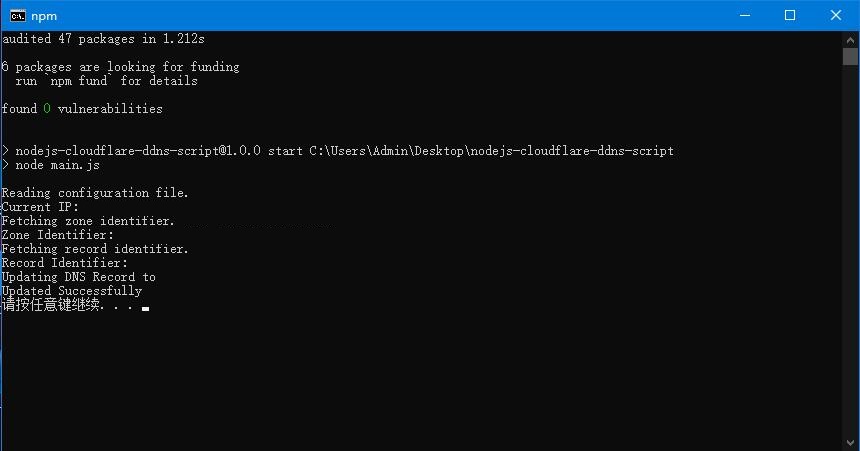 npm
audited 47 packages in 1.212s
6 packages are looking for funding
  run `npm fund` for details
found 0 vulnerabilities
> nodejs-cloudflare-ddns-script@1.0.0 start C:\Users\Admin\Desktop\nodejs-cloudflare-ddns-script
> node main.js
Reading configuration file.
Current IP:
Fetching zone identifier.
Zone Identifier:
Fetching record identifier.
Record Identifier:
Updating DNS Record to
Updated Successfully
请按任意键继续. . .